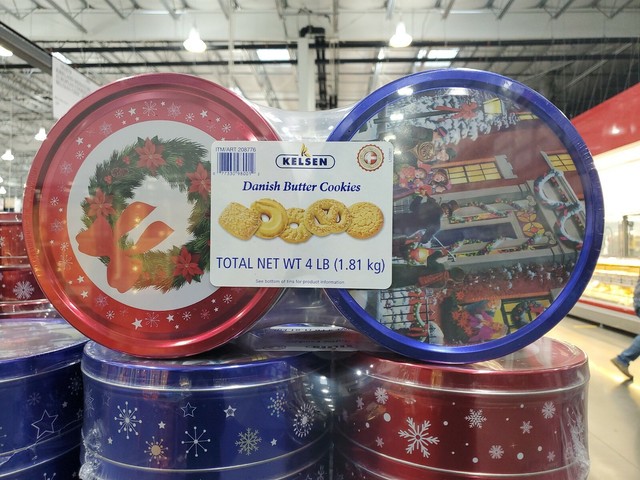 ITM/ART 208776
KELSEN
Danish Butter Cookies
TOTAL NET WT 4 LB (1.81 kg)
See bottom of tins for product information